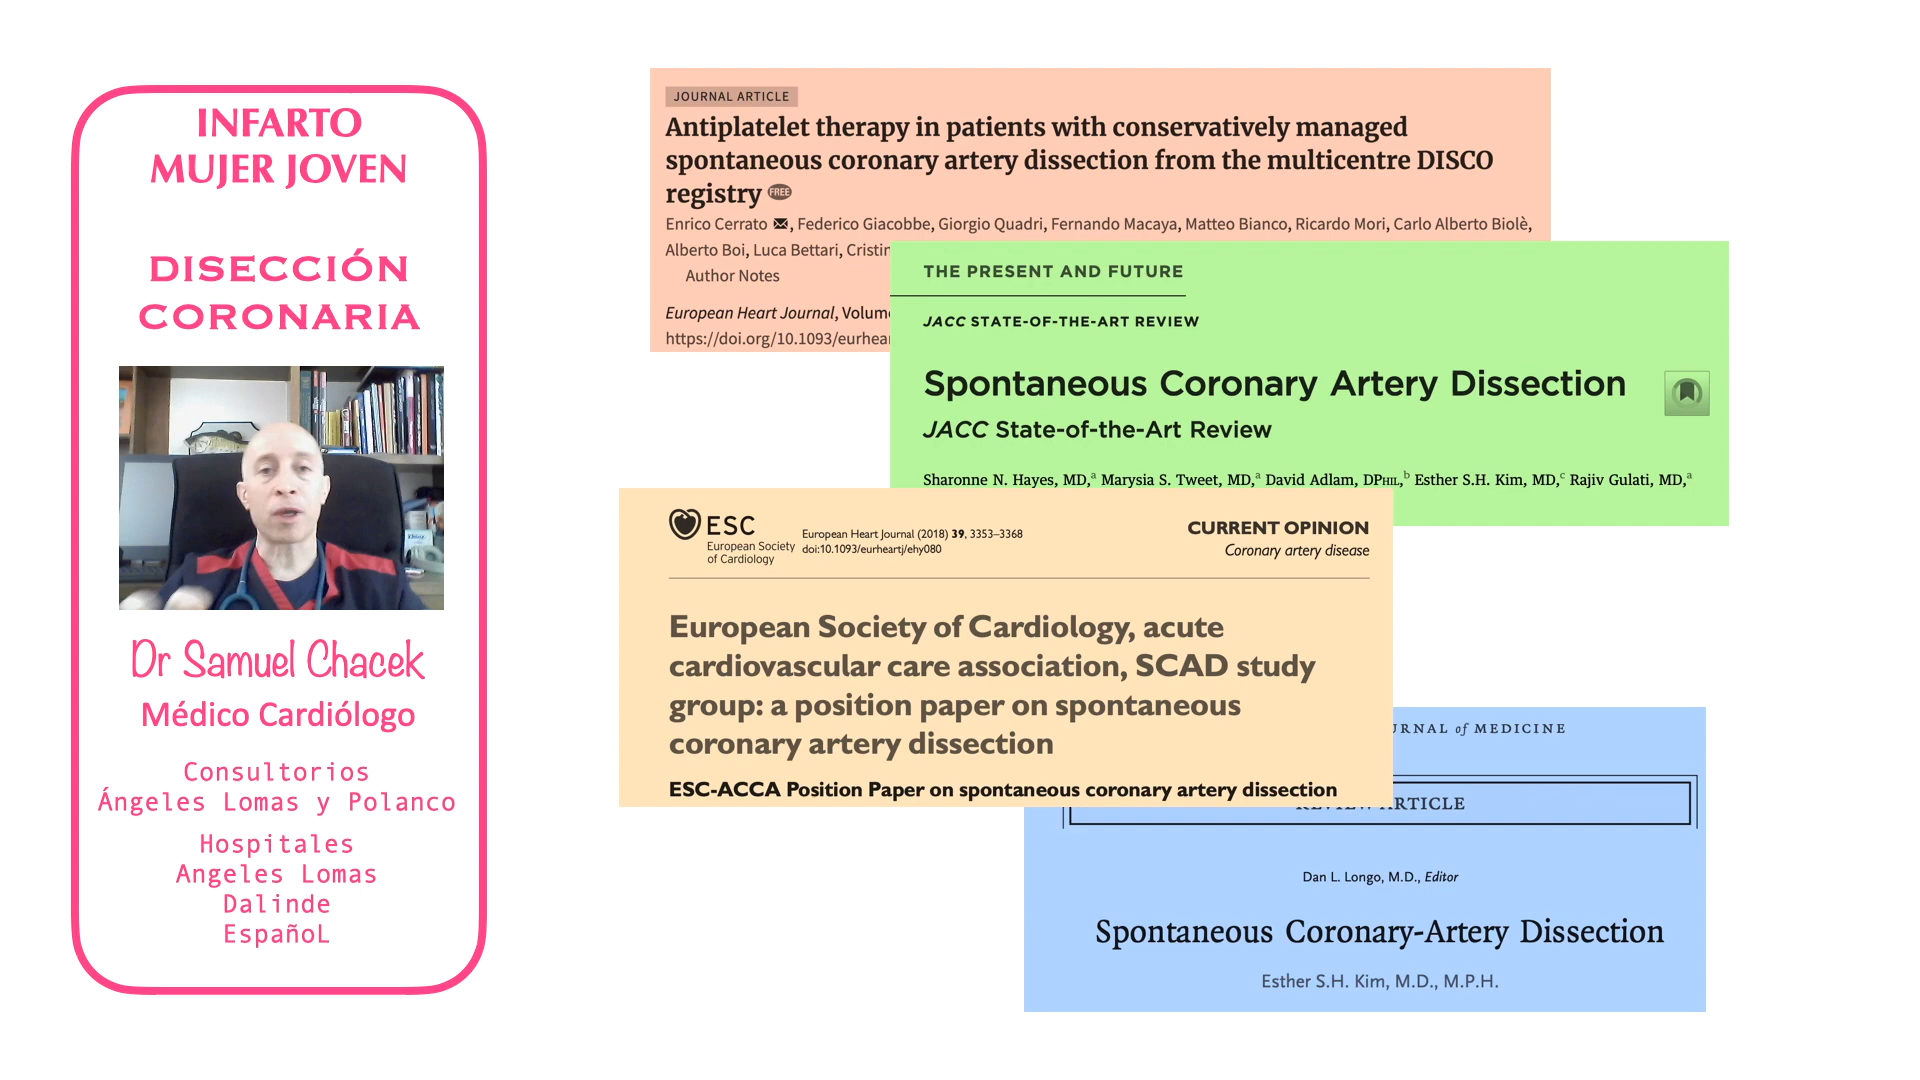 INFARTO
MUJER JOVEN
DISECCIÓN
CORONARIA
Dr Samuel Chacek
Médico Cardiólogo
Consultorios
Ángeles Lomas y Polanco
Hospitales
Angeles Lomas
Dalinde
EspañoL
JOURNAL ARTICLE
Antiplatelet therapy in patients with conservatively managed
spontaneous coronary artery dissection from the multicentre DISCO
registry FREE
Enrico Cerrato, Federico Giacobbe, Giorgio Quadri, Fernando Macaya, Matteo Bianco, Ricardo Mori, Carlo Alberto Biolè,
Alberto Boi, Luca Bettari, Cristin
Author Notes
European Heart Journal, Volume
https://doi.org/10.1093/eurhear
THE PRESENT AND FUTURE
JACC STATE-OF-THE-ART REVIEW
Spontaneous Coronary Artery Dissection
JACC State-of-the-Art Review
Sharonne N. Hayes, MD,a Marysia S. Tweet, MD,a David Adlam, DPHIL,b Esther S.H. Kim, MD,c Rajiv Gulati, MD,a
ESC
European Society
of Cardiology
European Heart Journal (2018) 39, 3353–3368
doi:10.1093/eurheartj/ehy080
CURRENT OPINION
Coronary artery disease
European Society of Cardiology, acute
cardiovascular care association, SCAD study
group: a position paper on spontaneous
coronary artery dissection
ESC-ACCA Position Paper on spontaneous coronary artery dissection
URNAL of MEDICINE
REVIEW ARTICLE
Dan L. Longo, M.D., Editor
Spontaneous Coronary-Artery Dissection
Esther S.H. Kim, M.D., M.P.H.